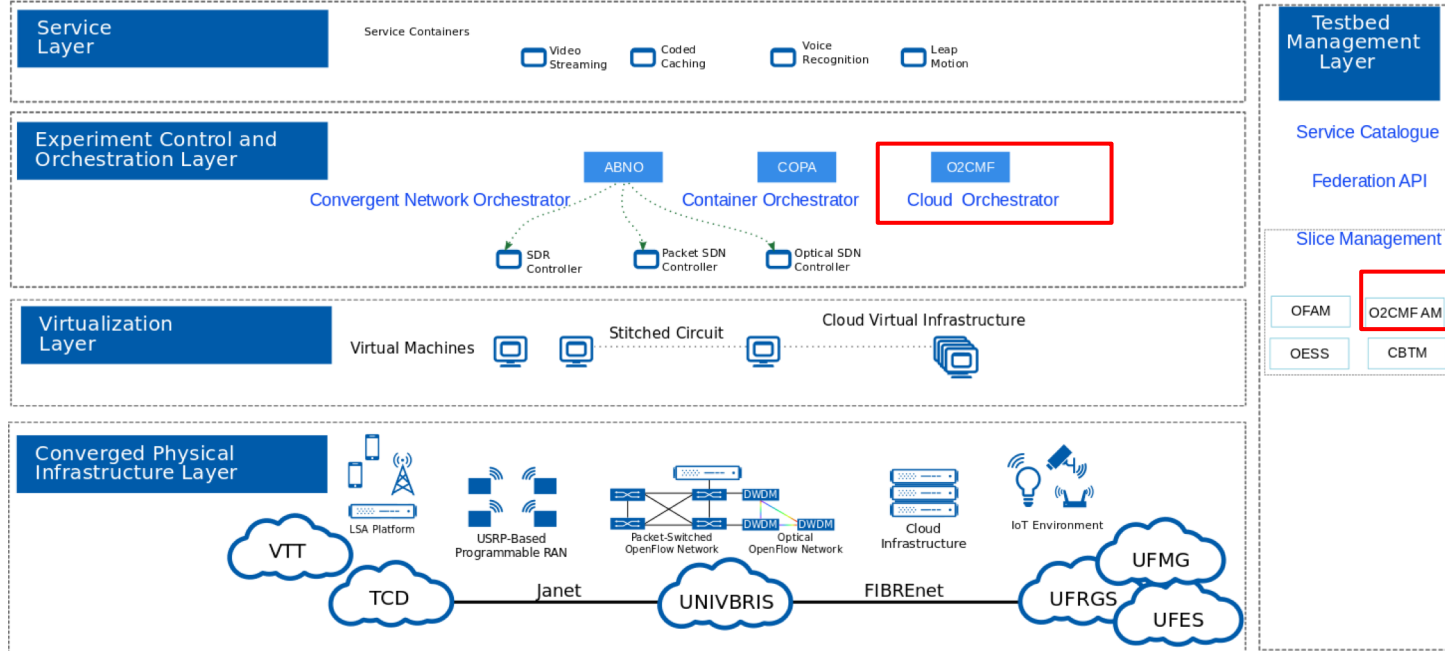 Service
Layer
Service Containers
Video
Streaming
Coded
Caching
Voice
Recognition
Leap
Motion
Experiment Control and
Orchestration Layer
ABNO
COPA
O2CMF
Convergent Network Orchestrator
Container Orchestrator
Cloud Orchestrator
SDR
Controller
Packet SDN
Controller
Optical SDN
Controller
Virtualization
Layer
Virtual Machines
Stitched Circuit
Cloud Virtual Infrastructure
Converged Physical
Infrastructure Layer
LSA Platform
USRP-Based
Programmable RAN
DWDM
DWDM
DWDM
Packet-Switched
OpenFlow Network
Optical
OpenFlow Network
Cloud
Infrastructure
IoT Environment
VTT
TCD
Janet
UNIVBRIS
FIBREnet
UFRGS
UFMG
UFES
Testbed
Management
Layer
Service Catalogue
Federation API
Slice Management
OFAM
O2CMF AM
OESS
CBTM